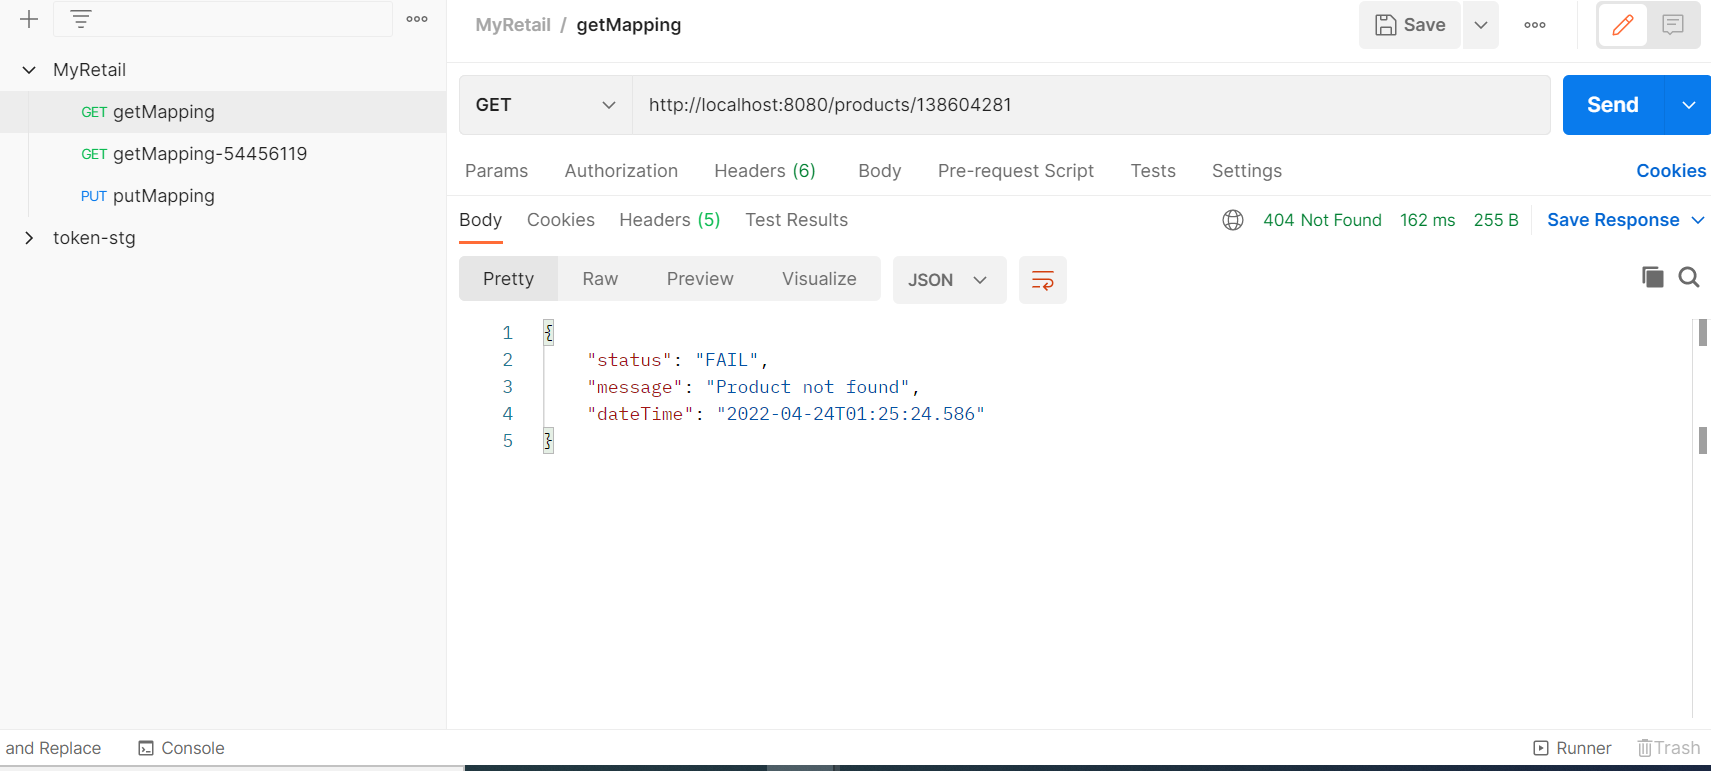 MyRetail
GET getMapping
GET getMapping-54456119
PUT putMapping
token-stg
MyRetail / getMapping
Save
GET
http://localhost:8080/products/138604281
Send
Params Authorization Headers (6) Body Pre-request Script Tests Settings Cookies
Body Cookies Headers (5) Test Results 404 Not Found 162 ms 255 B Save Response
Pretty Raw Preview Visualize JSON
1 {
2 "status": "FAIL",
3 "message": "Product not found",
4 "dateTime": "2022-04-24T01:25:24.586"
5 }
and Replace Console Runner Trash